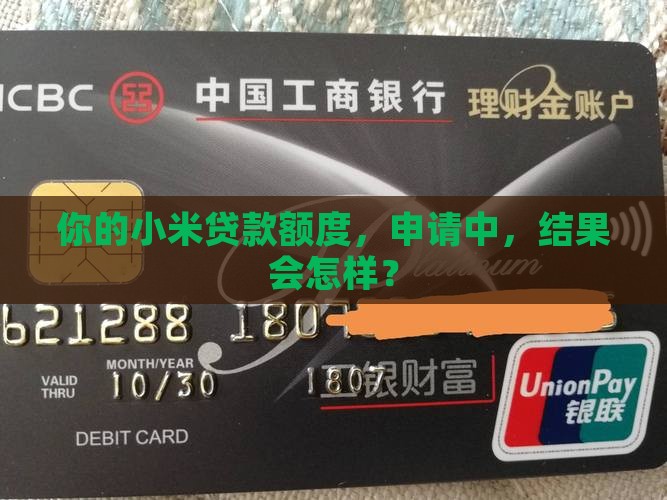 ICBC 中国工商银行 理财金账户
你的小米贷款额度，申请中，结果
会怎样？
Platinum
621288 180
MONTH/YEAR
VALID THRU 10/30 1807 工银财富
UnionPay
银联
DEBIT CARD